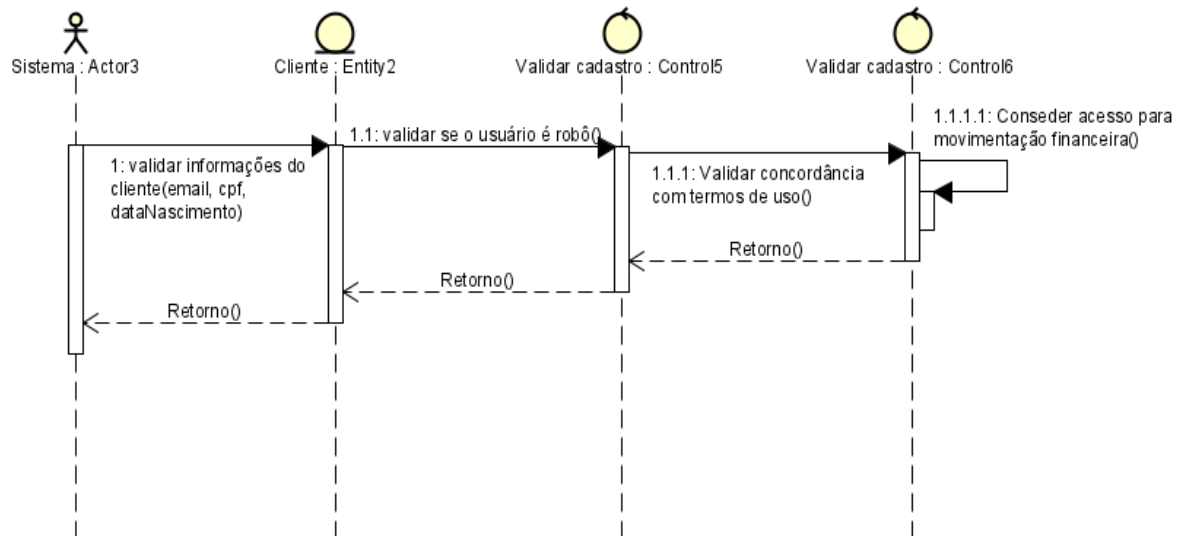 Sistema : Actor3
Cliente : Entity2
Validar cadastro : Control5
Validar cadastro : Control6
1: validar informações do
cliente(email, cpf,
dataNascimento)
1.1: validar se o usuário é robô()
1.1.1: Validar concordância
com termos de uso()
1.1.1.1: Conseder acesso para
movimentação financeira()
Retorno()
Retorno()
Retorno()